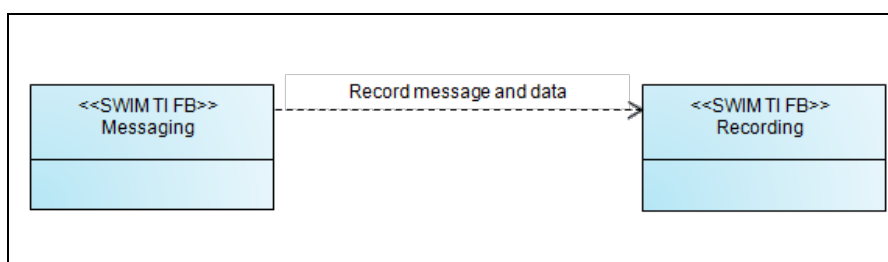 <<SWIM TI FB>>
Messaging
Record message and data
<<SWIM TI FB>>
Recording